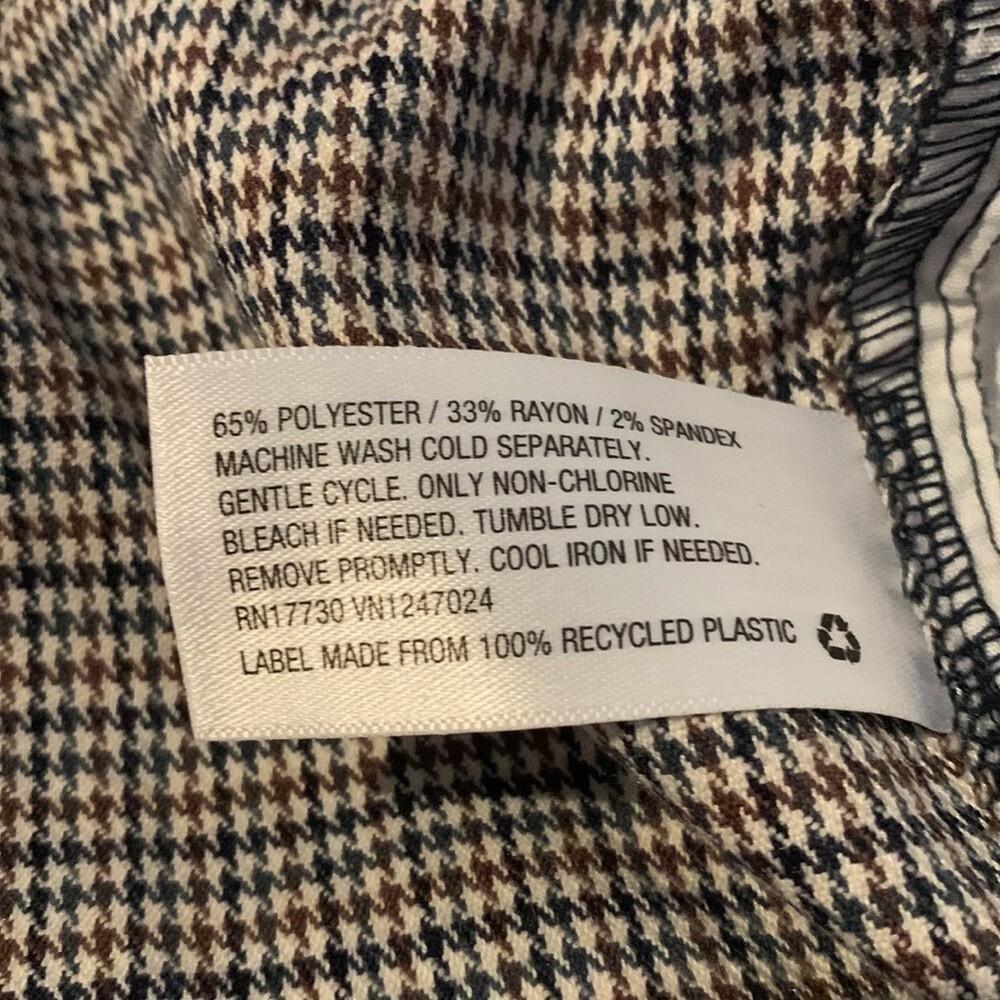 65% POLYESTER / 33% RAYON / 2% SPANDEX
MACHINE WASH COLD SEPARATELY.
GENTLE CYCLE. ONLY NON-CHLORINE
BLEACH IF NEEDED. TUMBLE DRY LOW.
REMOVE PROMPTLY. COOL IRON IF NEEDED.
RN17730 VN1247024
LABEL MADE FROM 100% RECYCLED PLASTIC